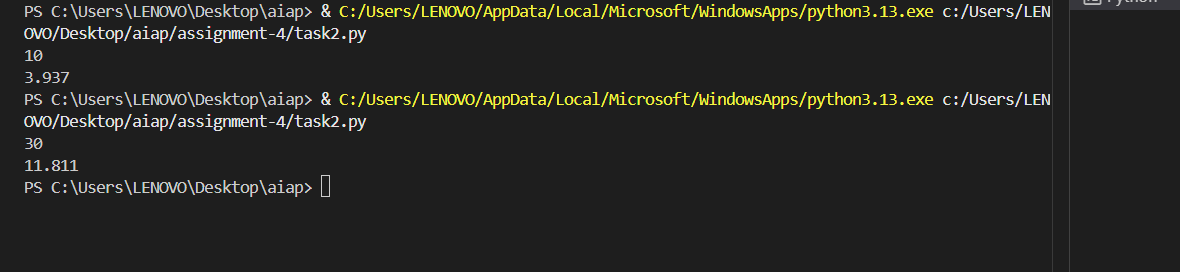 PS C:\Users\LENOVO\Desktop\aiap> & C:/Users/LENOVO/AppData/Local/Microsoft/WindowsApps/python3.13.exe c:/Users/LEN
OVO/Desktop/aiap/assignment-4/task2.py
10
3.937
PS C:\Users\LENOVO\Desktop\aiap> & C:/Users/LENOVO/AppData/Local/Microsoft/WindowsApps/python3.13.exe c:/Users/LEN
OVO/Desktop/aiap/assignment-4/task2.py
30
11.811
PS C:\Users\LENOVO\Desktop\aiap>